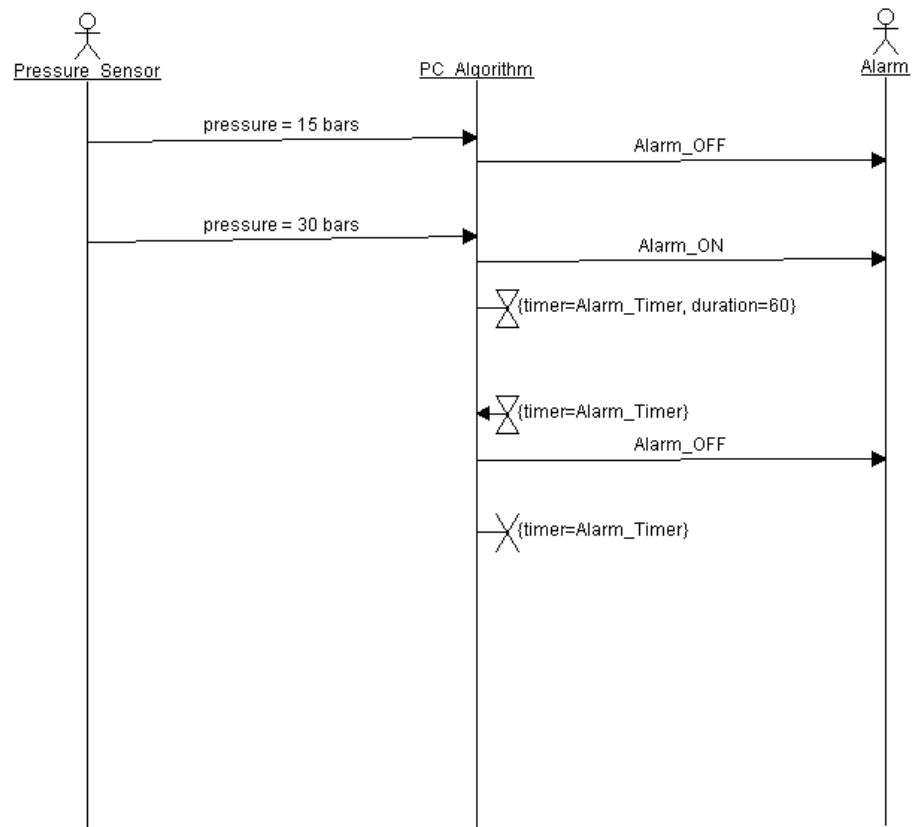 Pressure_Sensor
PC_Algorithm
Alarm
pressure = 15 bars
Alarm_OFF
pressure = 30 bars
Alarm_ON
{timer=Alarm_Timer, duration=60}
{timer=Alarm_Timer}
Alarm_OFF
{timer=Alarm_Timer}